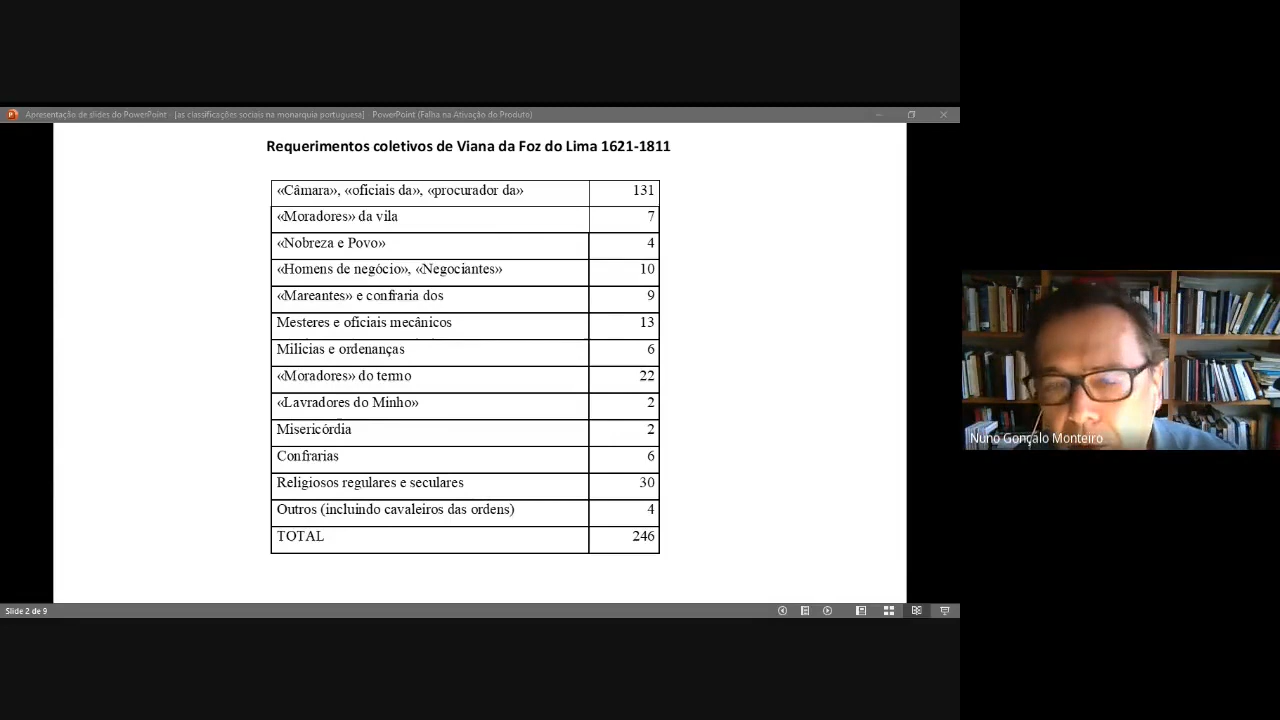 Apresentação de slides do PowerPoint - [as classificações sociais na monarquia portuguesa] - PowerPoint (Falha na Ativação do Produto)
Requerimentos coletivos de Viana da Foz do Lima 1621-1811
«Câmara», «oficiais da», «procurador da» 131
«Moradores» da vila 7
«Nobreza e Povo» 4
«Homens de negócio», «Negociantes» 10
«Mareantes» e confraria dos 9
Mesteres e oficiais mecânicos 13
Milícias e ordenanças 6
«Moradores» do termo 22
«Lavradores do Minho» 2
Misericórdia 2
Confrarias 6
Religiosos regulares e seculares 30
Outros (incluindo cavaleiros das ordens) 4
TOTAL 246
Nuno Gonçalo Monteiro
Slide 2 de 9